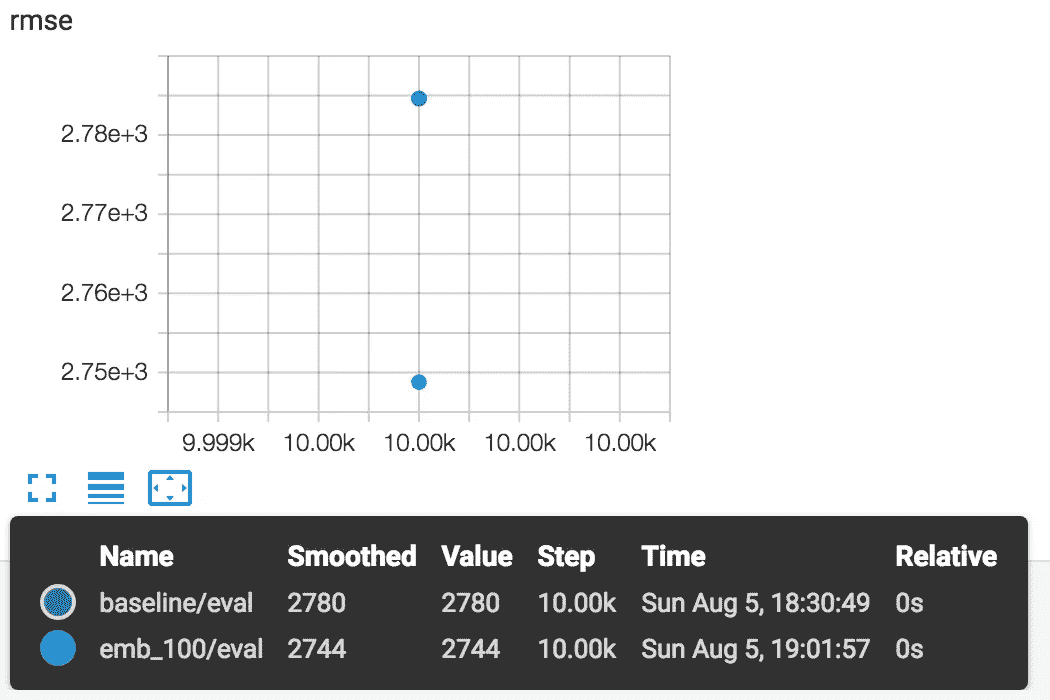 rmse
2.78e+3
2.77e+3
2.76e+3
2.75e+3
9.999k 10.00k 10.00k 10.00k 10.00k
Name Smoothed Value Step Time Relative
baseline/eval 2780 2780 10.00k Sun Aug 5, 18:30:49 0s
emb_100/eval 2744 2744 10.00k Sun Aug 5, 19:01:57 0s